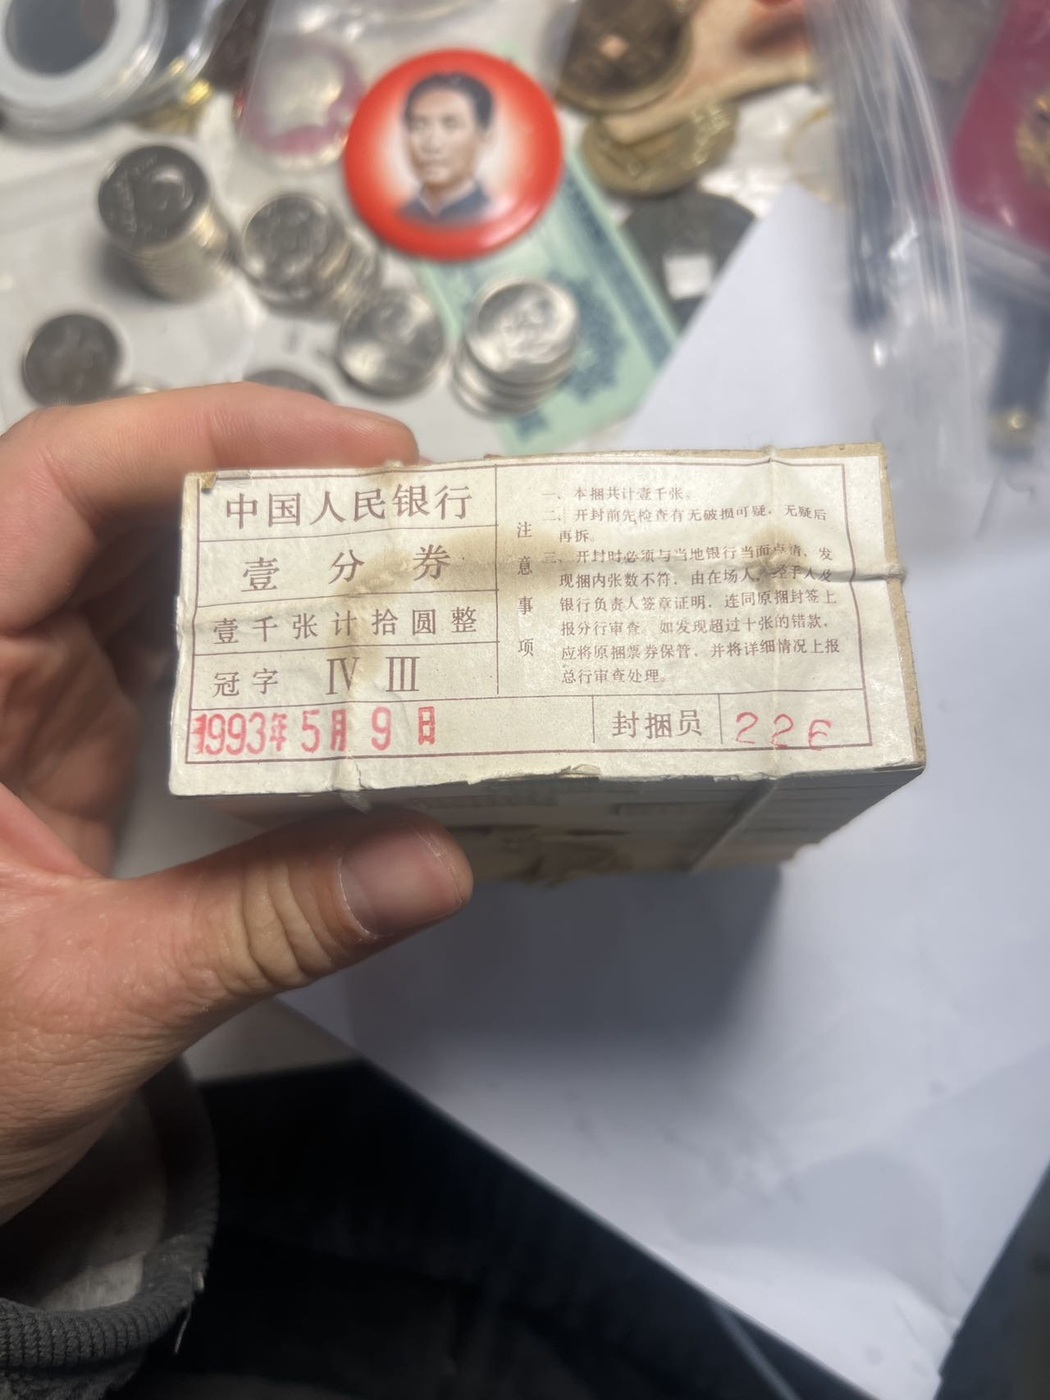 中国人民银行
壹分券
壹千张计拾圆整
冠字 Ⅳ Ⅲ
1993年5月9日
注意事项
一、本捆共计壹千张。
二、开封前先检查有无破损可疑，无疑后
再拆。
三、开封时必须与当地银行当面点清，发
现捆内张数不符，由在场人、经手人及
银行负责人签章证明，连同原捆封签上
报分行审查。如发现超过十张的错款，
应将原捆票券保管，并将详细情况上报
总行审查处理。
封捆员 226